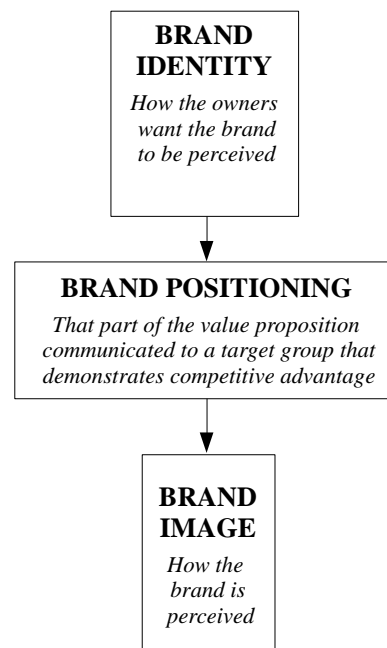 BRAND
IDENTITY
How the owners
want the brand
to be perceived
BRAND POSITIONING
That part of the value proposition
communicated to a target group that
demonstrates competitive advantage
BRAND
IMAGE
How the
brand is
perceived